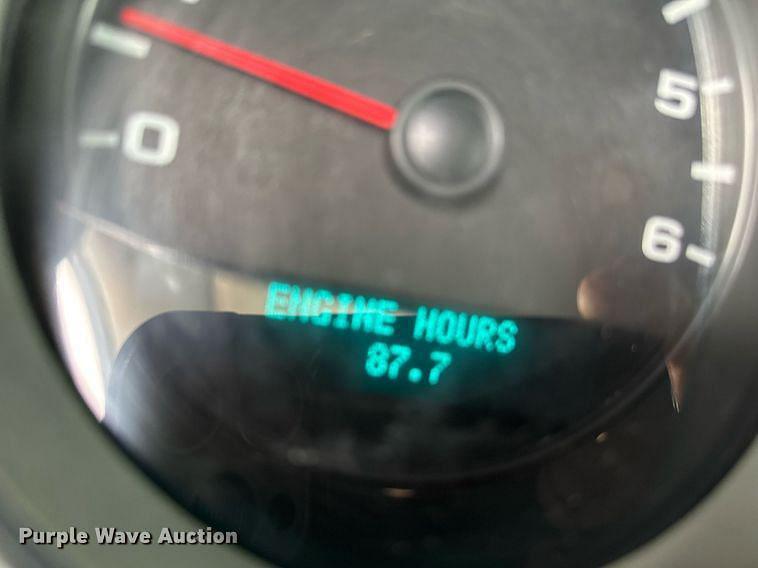 0
5
6
ENGINE HOURS
87.7
Purple Wave Auction